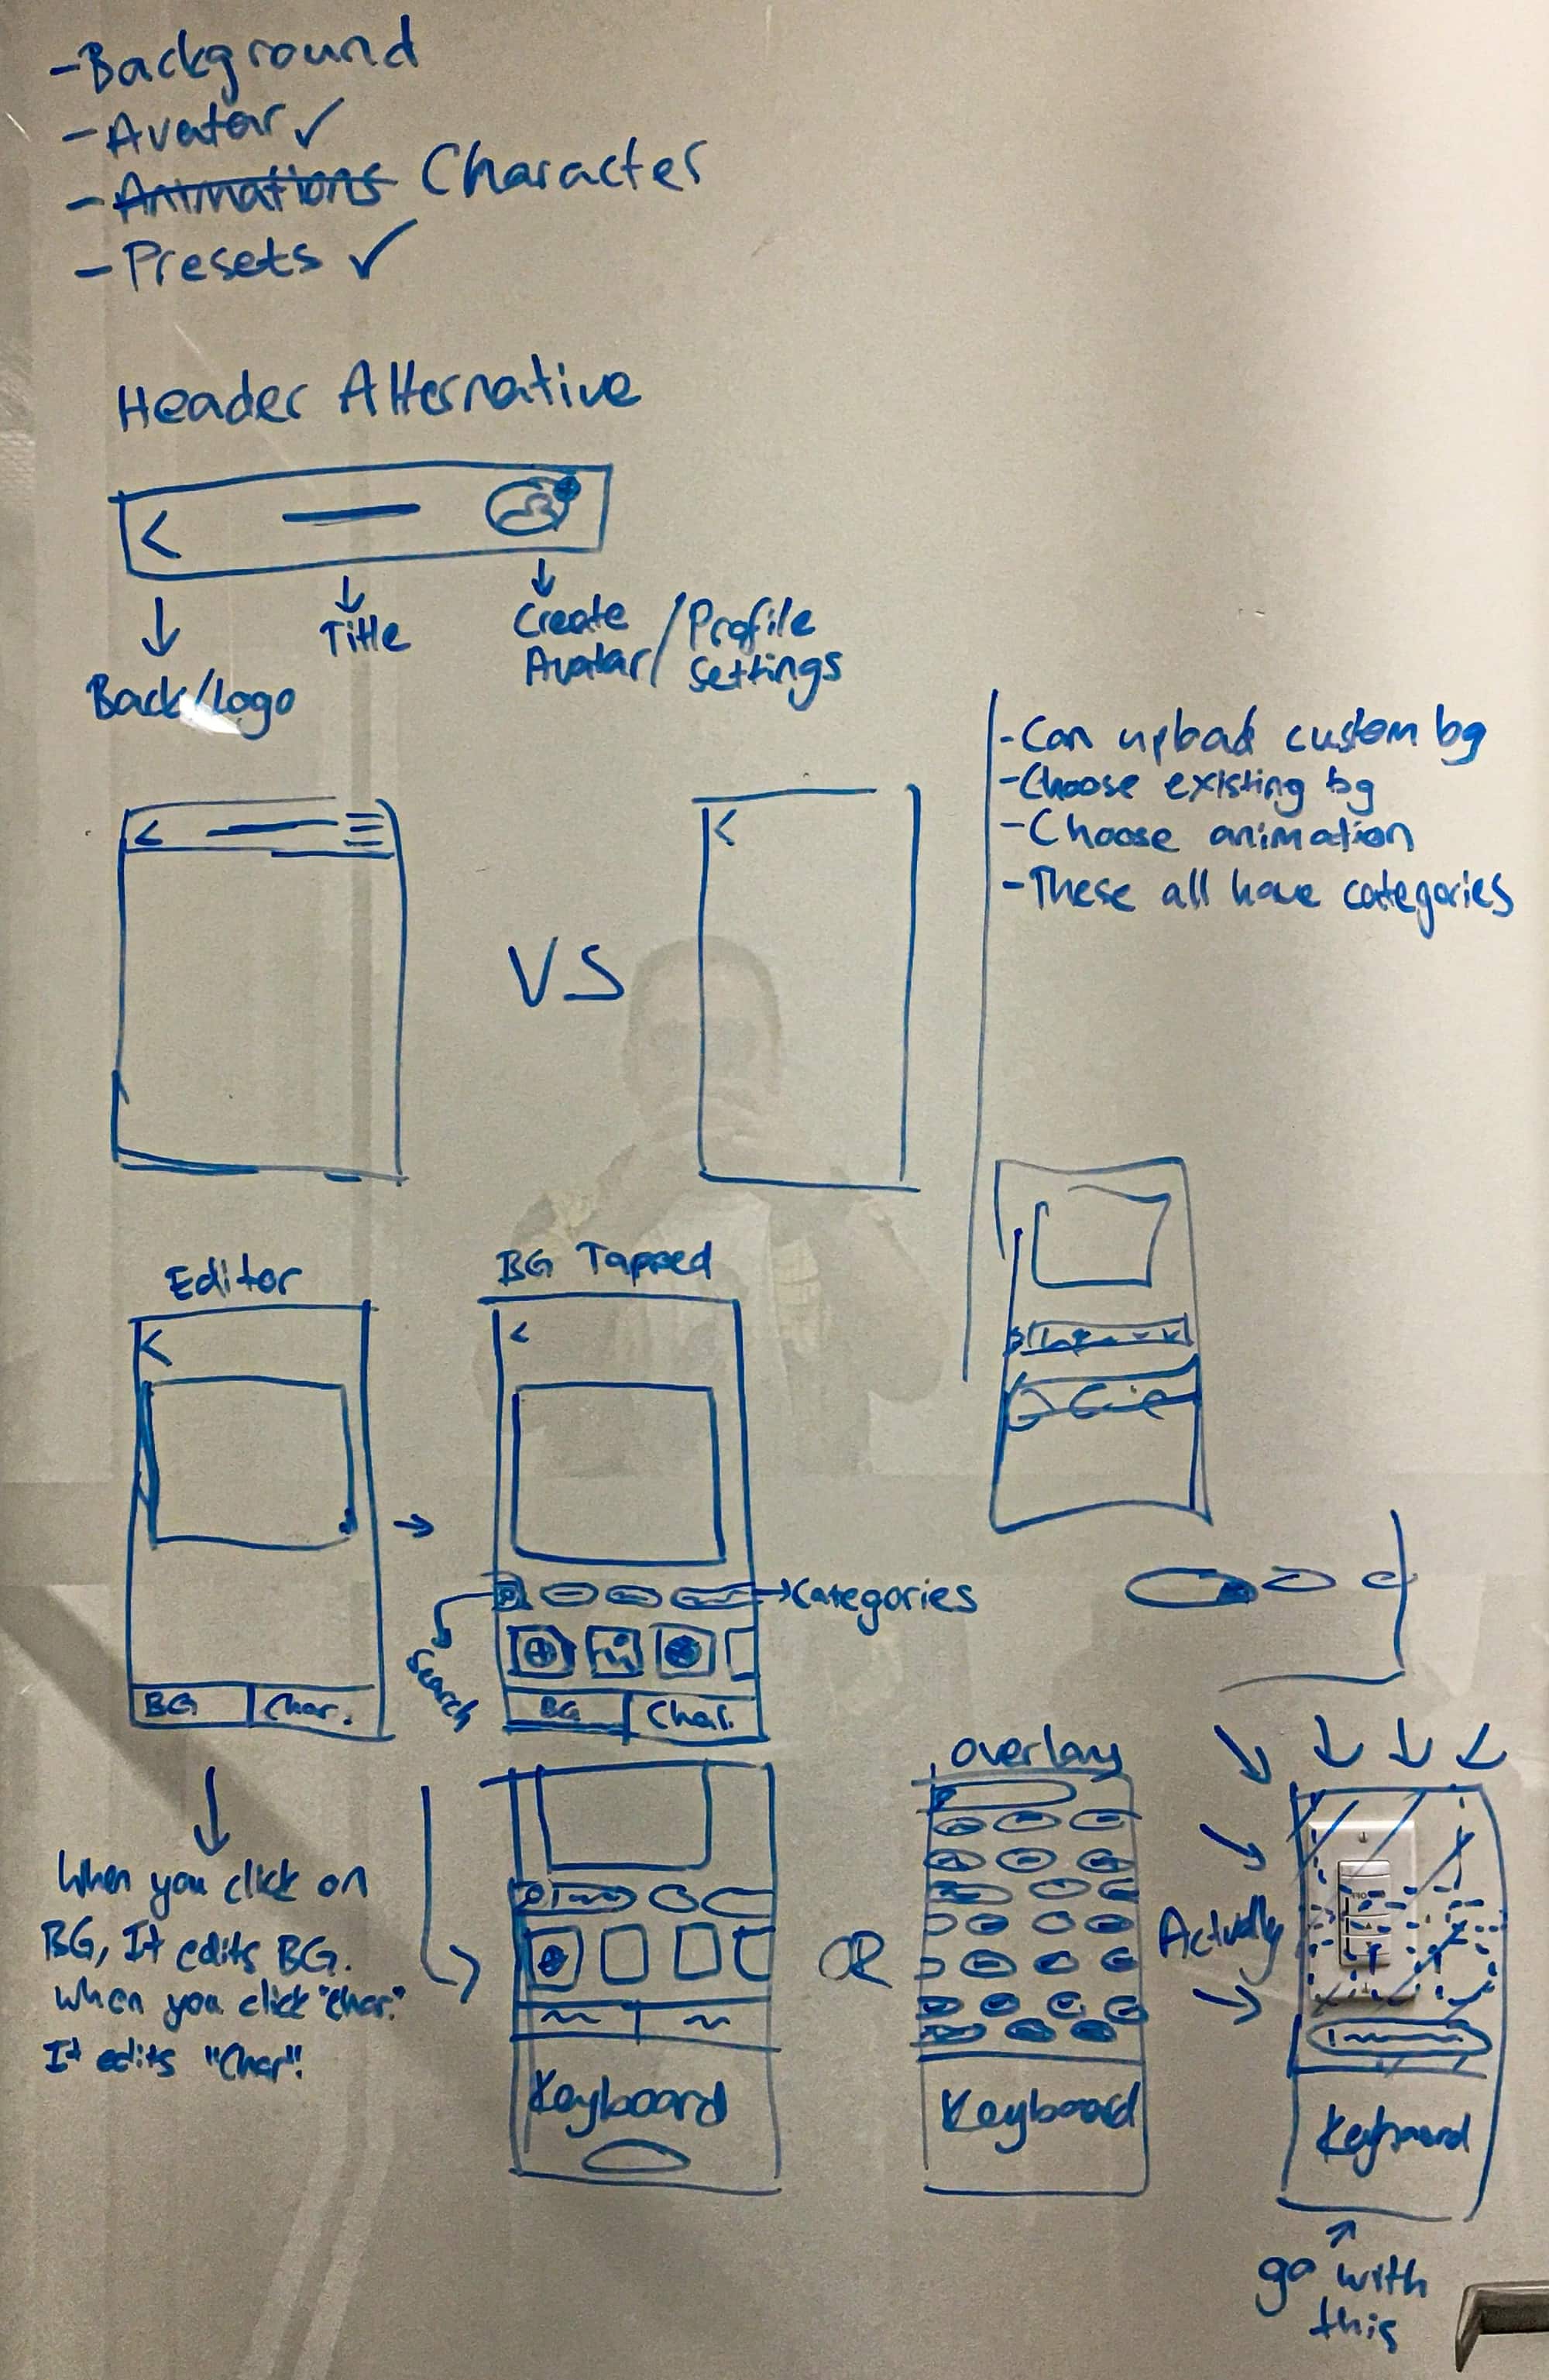 -Background
-Avatar ✓
-Animations Character
-Presets ✓
Header Alternative
Back/logo
Title
Create
Avatar/
Profile
settings
VS
-Can upload custom bg
-Choose existing bg
-Choose animation
-These all have categories
Editor
BG Tapped
BG
Char.
Search
Categories
BG
Char.
When you click on
BG, It edits BG.
when you click "char."
It edits "Char".
Keyboard
OR
overlay
Keyboard
Actually
Keyboard
go with
this